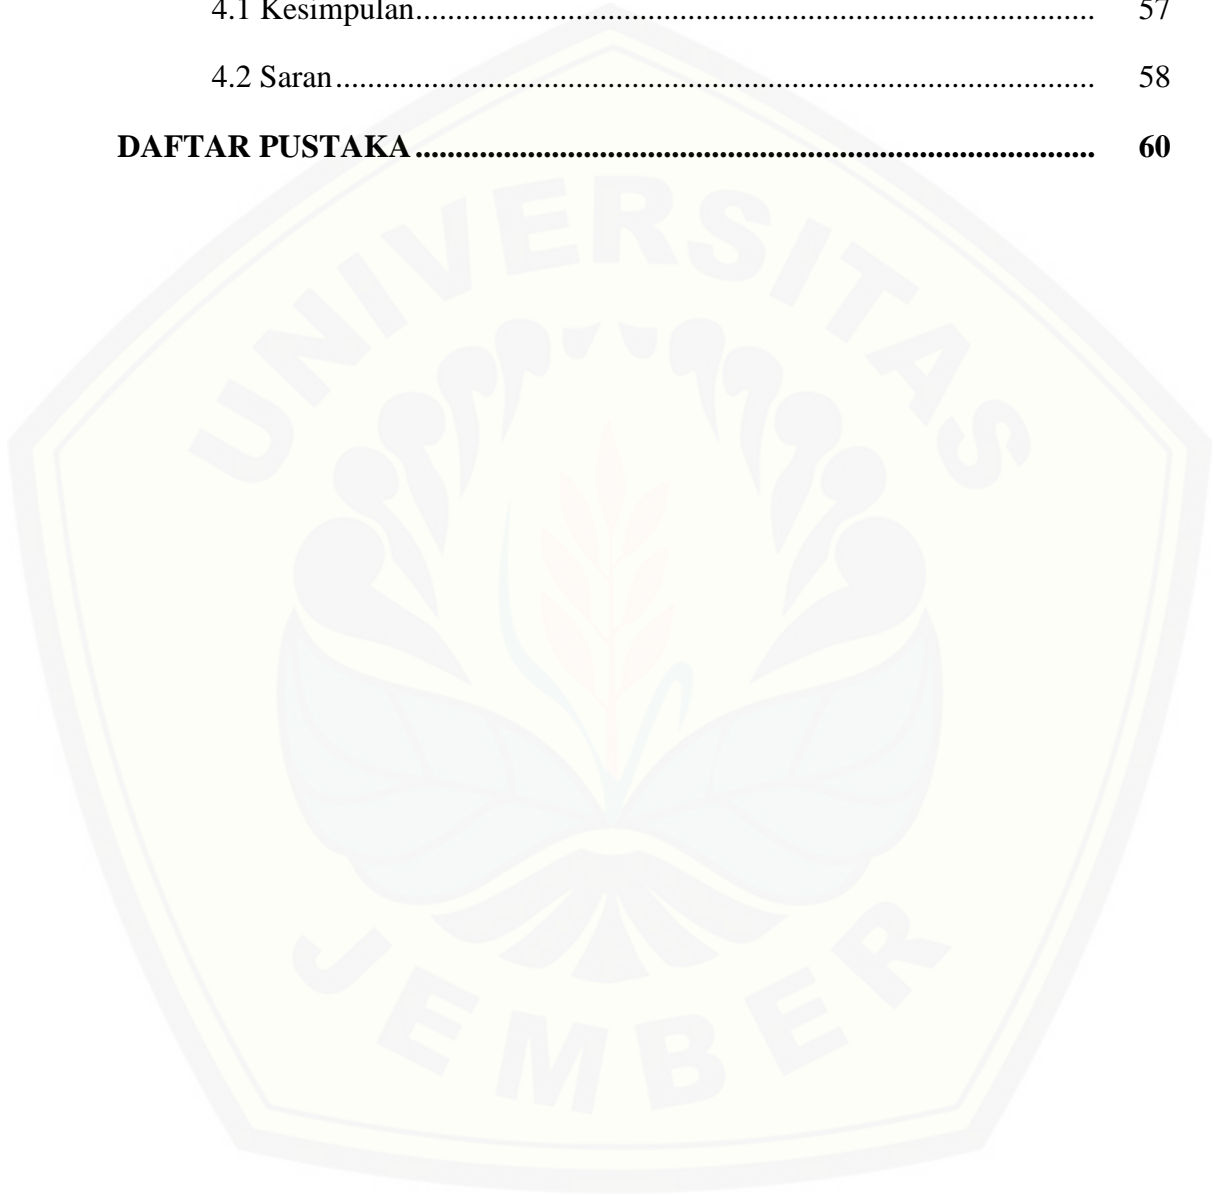 4.1 Kesimpulan....................................................................................... 57
4.2 Saran................................................................................................. 58
DAFTAR PUSTAKA....................................................................................... 60
UNIVERSITAS
JEMBER